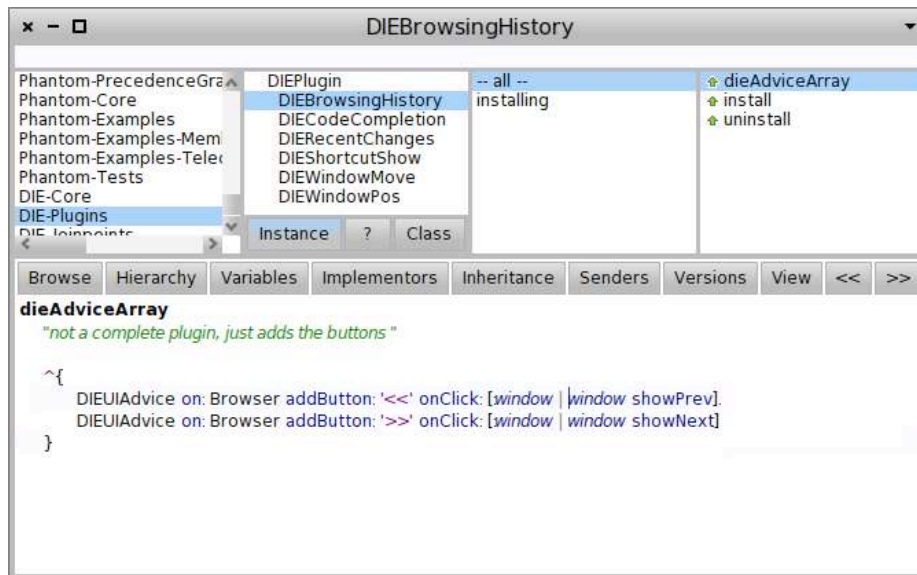 DIEBrowsingHistory
Phantom-PrecedenceGra
Phantom-Core
Phantom-Examples
Phantom-Examples-Mem
Phantom-Examples-Telec
Phantom-Tests
DIE-Core
DIE-Plugins
DIE-Joinpoints
DIEPlugin
DIEBrowsingHistory
DIECodeCompletion
DIERecentChanges
DIEShortcutShow
DIEWindowMove
DIEWindowPos
Instance ? Class
-- all --
installing
dieAdviceArray
install
uninstall
Browse Hierarchy Variables Implementors Inheritance Senders Versions View << >>
dieAdviceArray
"not a complete plugin, just adds the buttons "
^{
DIEUIAdvice on: Browser addButton: '<<' onClick: [window | window showPrev].
DIEUIAdvice on: Browser addButton: '>>' onClick: [window | window showNext]
}